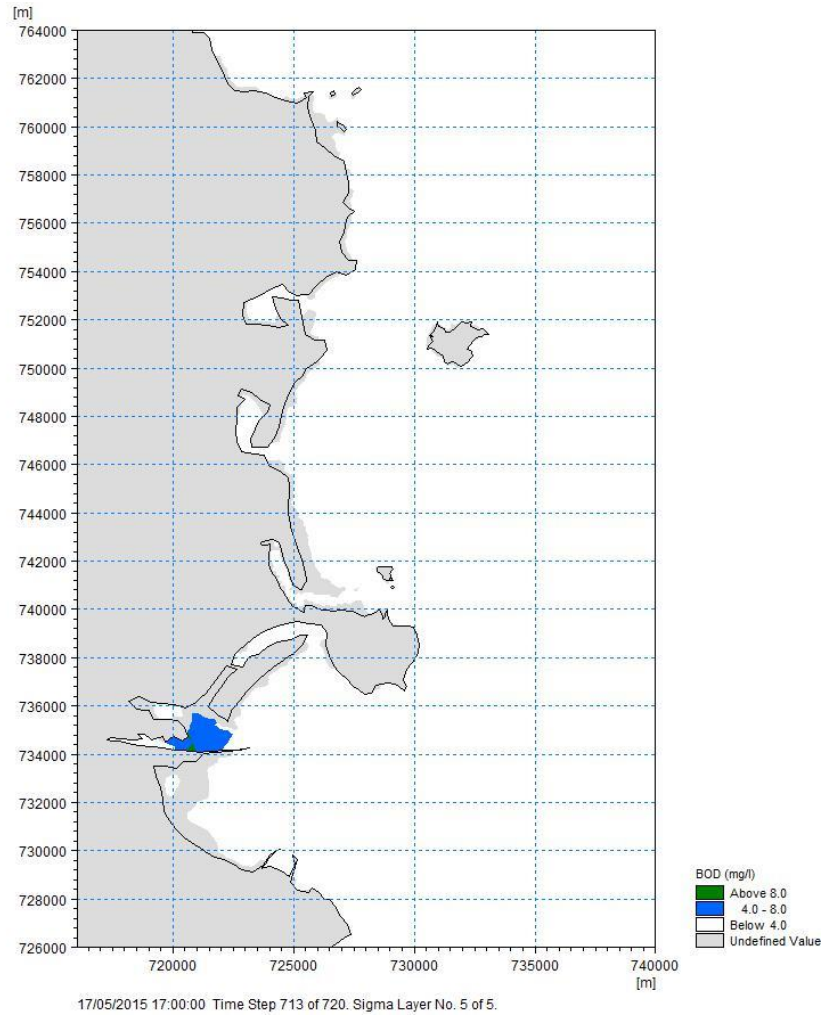 [m]
764000
762000
760000
758000
756000
754000
752000
750000
748000
746000
744000
742000
740000
738000
736000
734000
732000
730000
728000
726000
720000 725000 730000 735000 740000
[m]
BOD (mg/l)
Above 8.0
4.0 - 8.0
Below 4.0
Undefined Value
17/05/2015 17:00:00 Time Step 713 of 720. Sigma Layer No. 5 of 5.